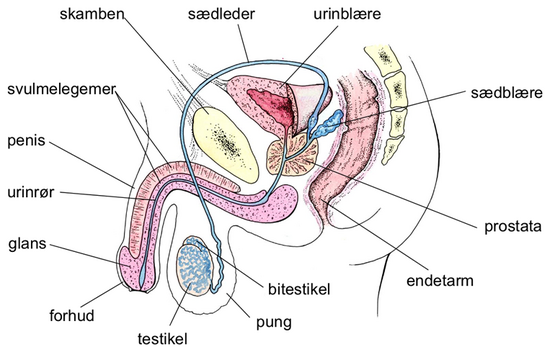 skamben
sædleder
urinblære
svulmelegemer
sædblære
penis
urinrør
prostata
glans
endetarm
bitestikel
forhud
pung
testikel